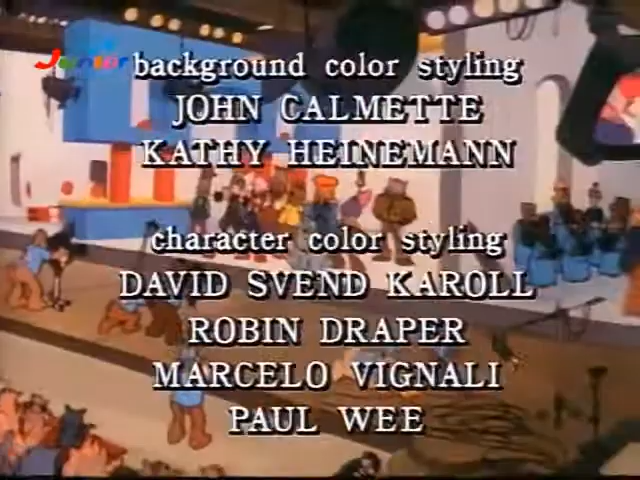 Junior
background color styling
JOHN CALMETTE
KATHY HEINEMANN
character color styling
DAVID SVEND KAROLL
ROBIN DRAPER
MARCELO VIGNALI
PAUL WEE